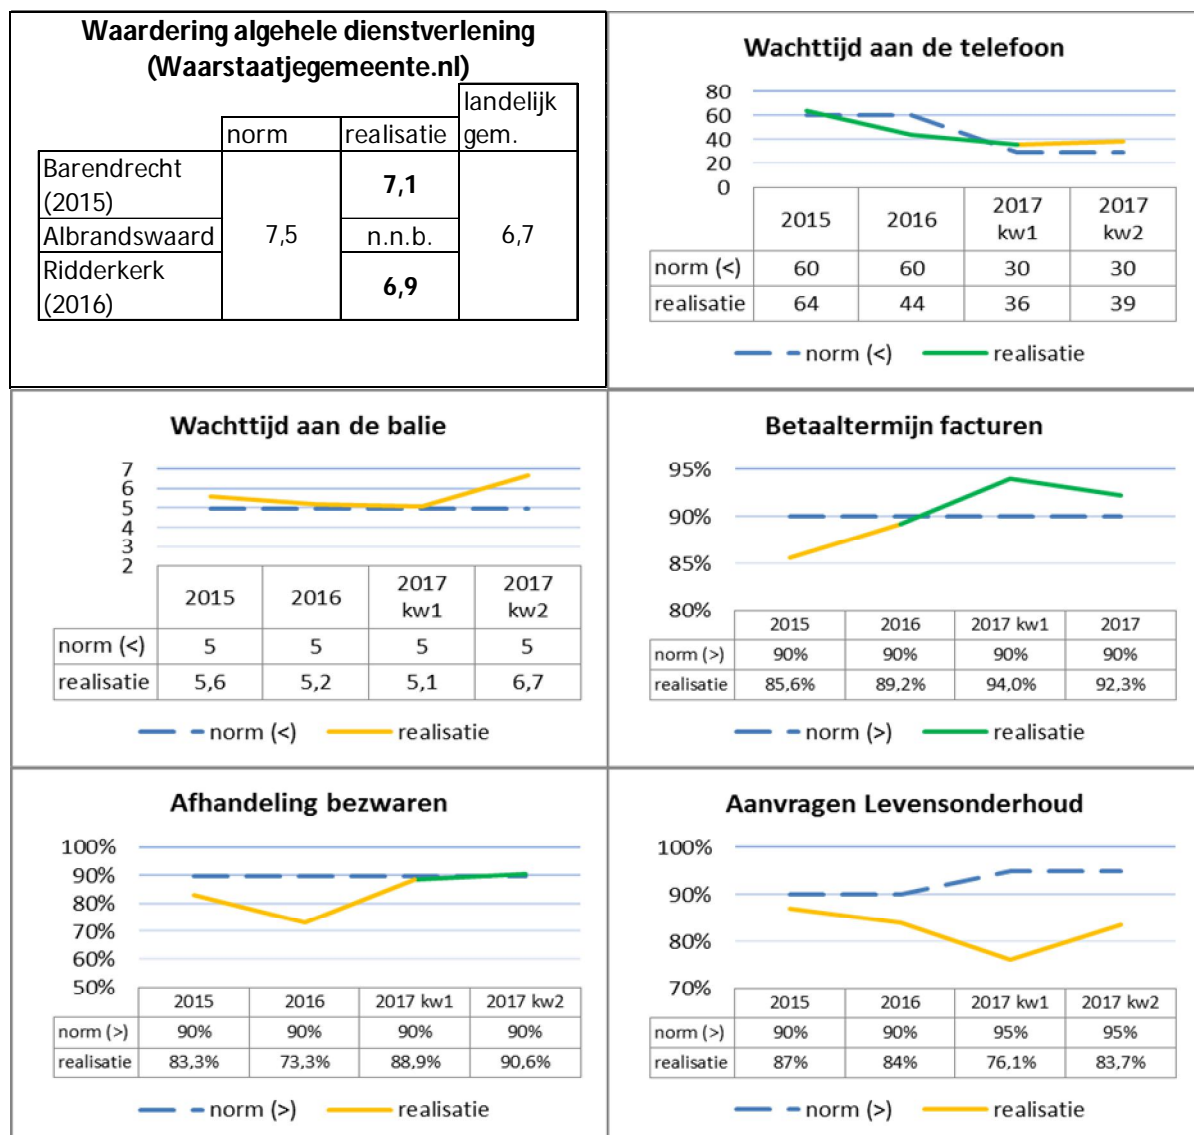 Waardering algehele dienstverlening
(Waarstaatjegemeente.nl)
norm realisatie landelijk gem.
Barendrecht (2015) 7,1
Albrandswaard 7,5 n.n.b. 6,7
Ridderkerk (2016) 6,9
Wachttijd aan de telefoon
80
60
40
20
0
2015 2016 2017 kw1 2017 kw2
norm (<) 60 60 30 30
realisatie 64 44 36 39
norm (<) realisatie
Wachttijd aan de balie
7
6
5
4
3
2
2015 2016 2017 kw1 2017 kw2
norm (<) 5 5 5 5
realisatie 5,6 5,2 5,1 6,7
norm (<) realisatie
Betaaltermijn facturen
95%
90%
85%
80%
2015 2016 2017 kw1 2017
norm (>) 90% 90% 90% 90%
realisatie 85,6% 89,2% 94,0% 92,3%
norm (>) realisatie
Afhandeling bezwaren
100%
90%
80%
70%
60%
50%
2015 2016 2017 kw1 2017 kw2
norm (>) 90% 90% 90% 90%
realisatie 83,3% 73,3% 88,9% 90,6%
norm (>) realisatie
Aanvragen Levensonderhoud
100%
90%
80%
70%
2015 2016 2017 kw1 2017 kw2
norm (>) 90% 90% 95% 95%
realisatie 87% 84% 76,1% 83,7%
norm (>) realisatie